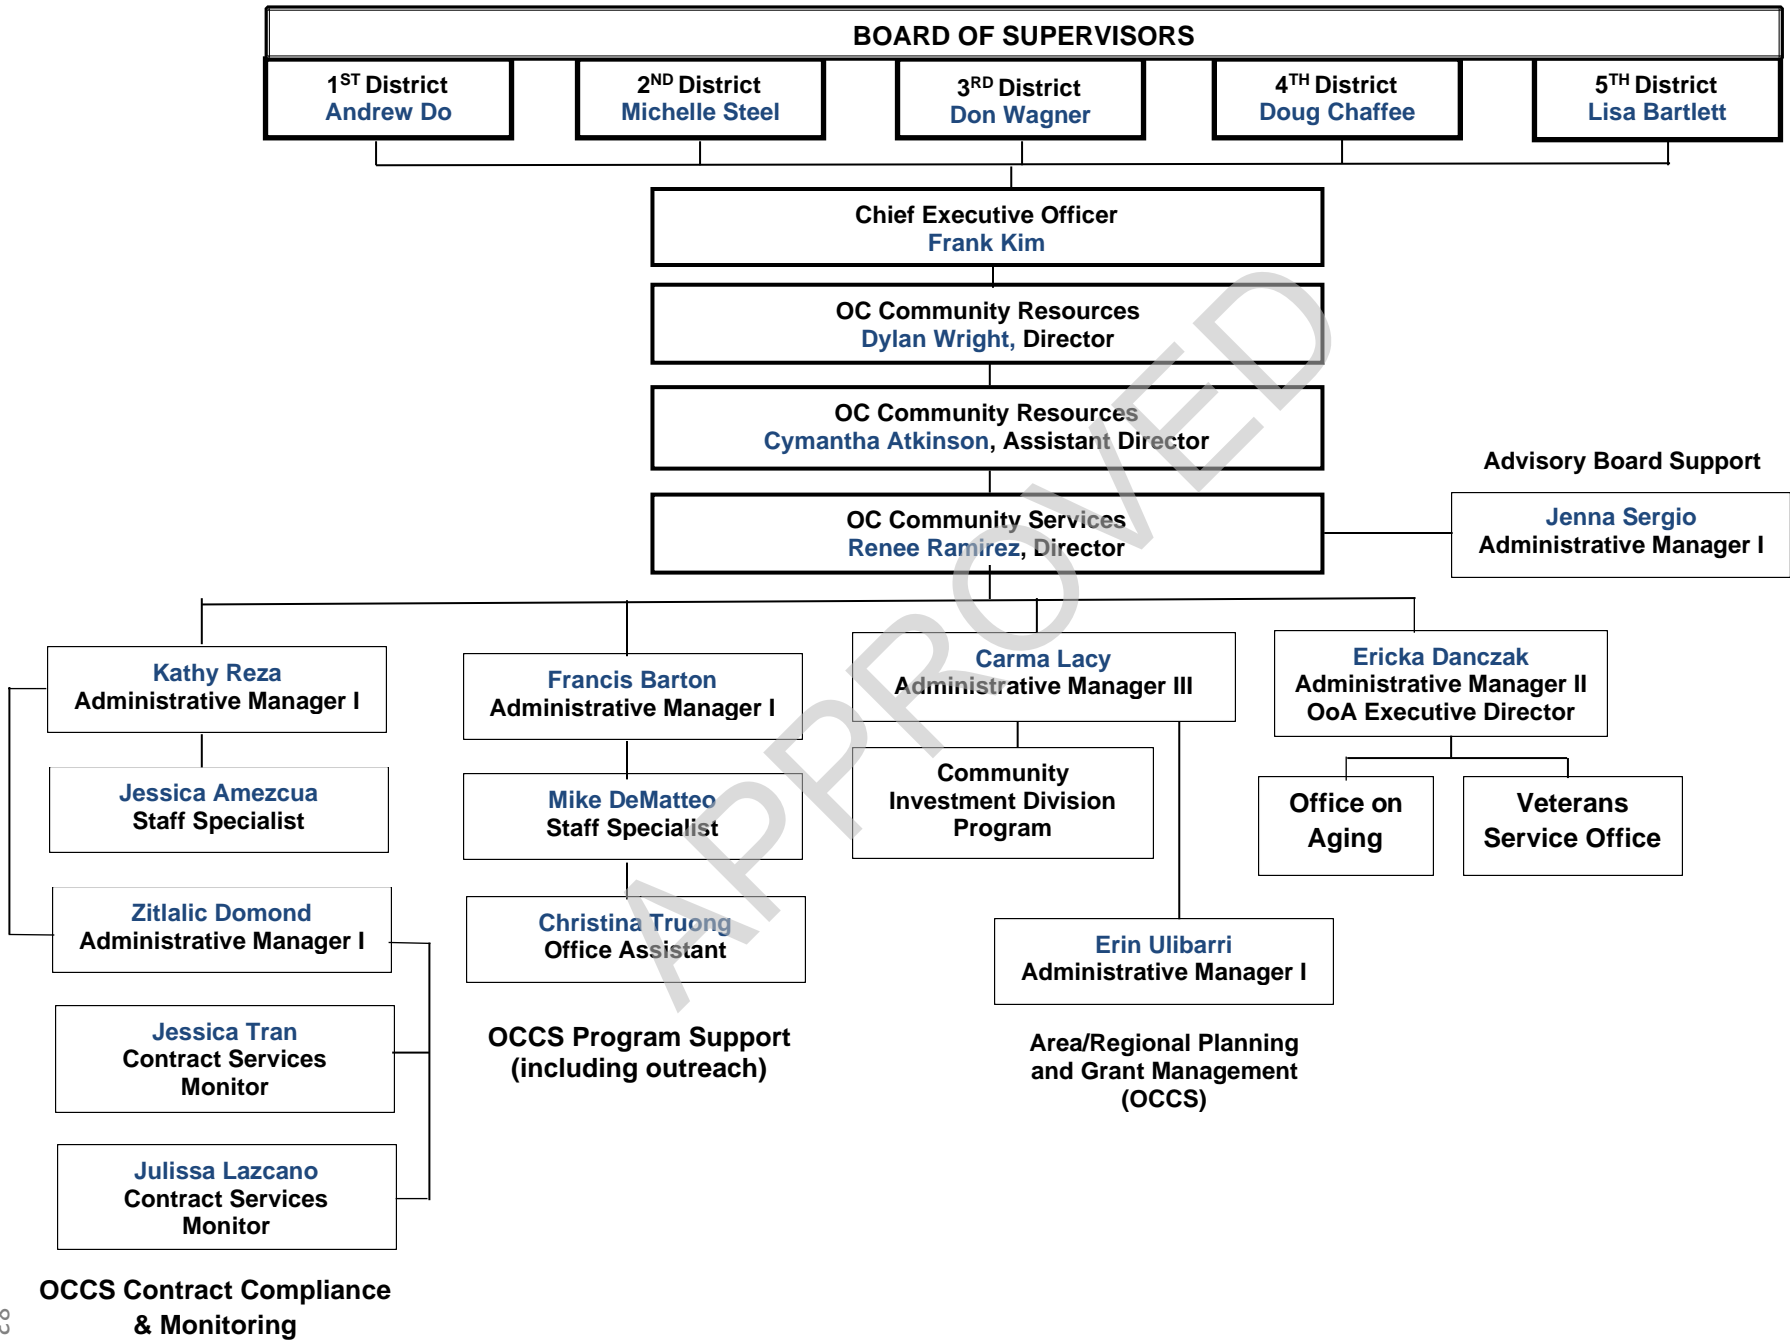 BOARD OF SUPERVISORS
1ST District
Andrew Do
2ND District
Michelle Steel
3RD District
Don Wagner
4TH District
Doug Chaffee
5TH District
Lisa Bartlett
Chief Executive Officer
Frank Kim
OC Community Resources
Dylan Wright, Director
OC Community Resources
Cymantha Atkinson, Assistant Director
OC Community Services
Renee Ramirez, Director
Advisory Board Support
Jenna Sergio
Administrative Manager I
Kathy Reza
Administrative Manager I
Jessica Amezcua
Staff Specialist
Zitlalic Domond
Administrative Manager I
Jessica Tran
Contract Services
Monitor
Julissa Lazcano
Contract Services
Monitor
OCCS Contract Compliance
& Monitoring
Francis Barton
Administrative Manager I
Mike DeMatteo
Staff Specialist
Christina Truong
Office Assistant
OCCS Program Support
(including outreach)
Carma Lacy
Administrative Manager III
Community
Investment Division
Program
Erin Ulibarri
Administrative Manager I
Area/Regional Planning
and Grant Management
(OCCS)
Ericka Danczak
Administrative Manager II
OoA Executive Director
Office on
Aging
Veterans
Service Office
APPROVED